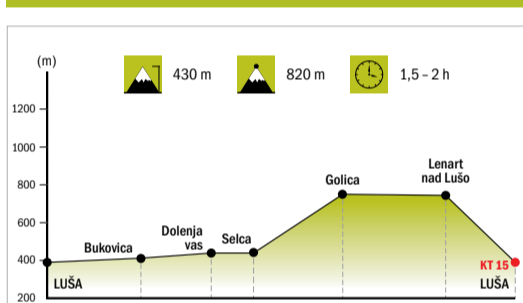 (m)
430 m
820 m
1,5 – 2 h
1200
1000
800
600
400
200
Bukovica
Dolenja
vas
Selca
Golica
Lenart
nad Lušo
KT 15
LUŠA
LUŠA